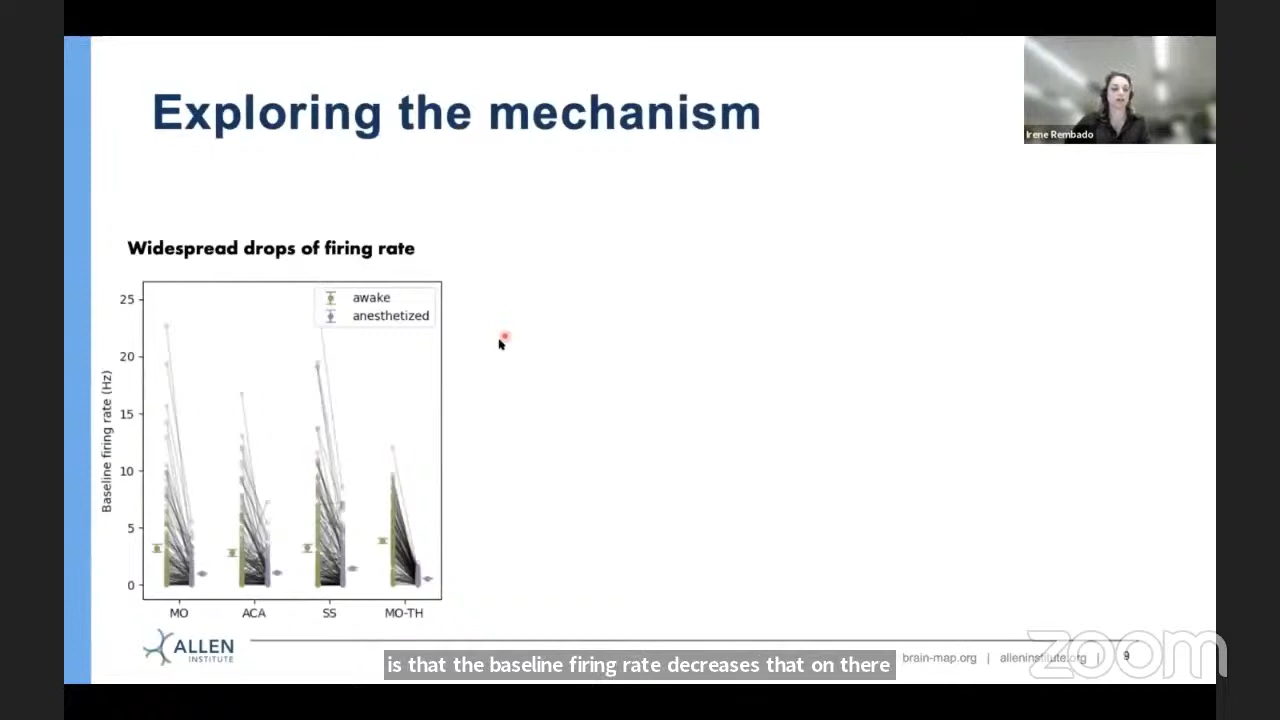 Exploring the mechanism
Irene Rembado
Widespread drops of firing rate
awake
anesthetized
Baseline firing rate (Hz)
25
20
15
10
5
0
MO ACA SS MO-TH
ALLEN
INSTITUTE
brain-map.org | alleninstitute.org | 9
zoom
is that the baseline firing rate decreases that on there